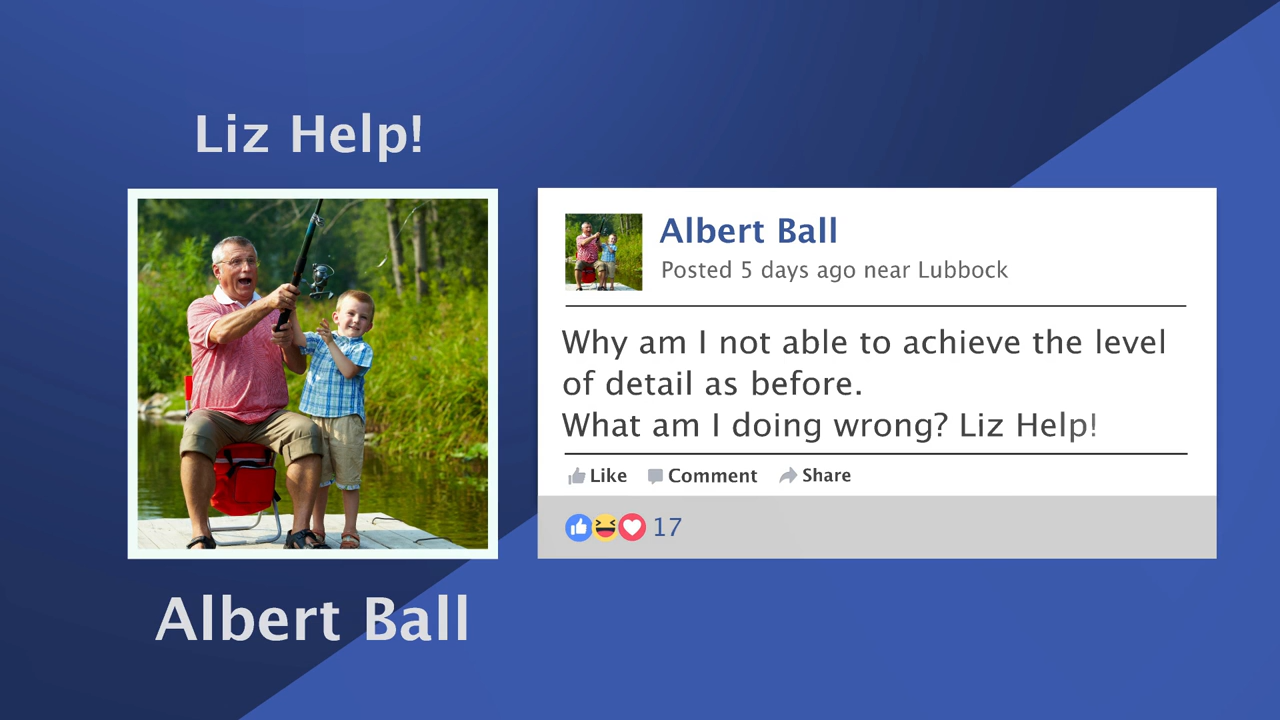 Liz Help!
Albert Ball
Posted 5 days ago near Lubbock
Why am I not able to achieve the level
of detail as before.
What am I doing wrong? Liz Help!
Like Comment Share
17
Albert Ball